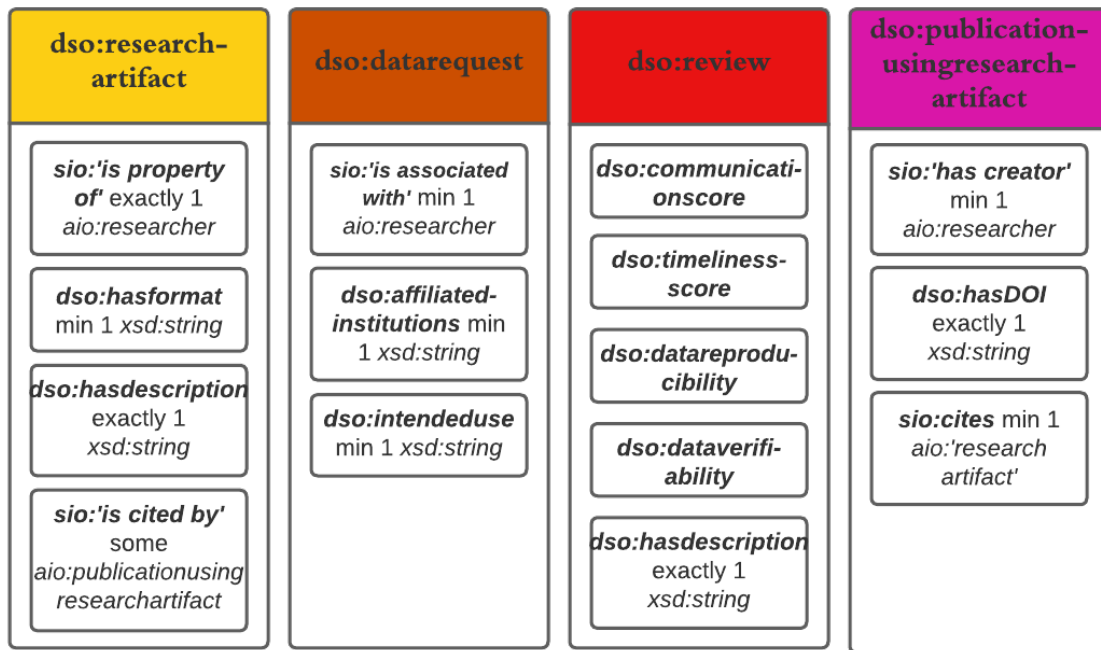 dso:research-
artifact
sio:'is property
of' exactly 1
aio:researcher
dso:hasformat
min 1 xsd:string
dso:hasdescription
exactly 1
xsd:string
sio:'is cited by'
some
aio:publicationusing
researchartifact
dso:datarequest
sio:'is associated
with' min 1
aio:researcher
dso:affiliated-
institutions min
1 xsd:string
dso:intendeduse
min 1 xsd:string
dso:review
dso:communicati-
onscore
dso:timeliness-
score
dso:datareprodu-
cibility
dso:dataverifi-
ability
dso:hasdescription
exactly 1
xsd:string
dso:publication-
usingresearch-
artifact
sio:'has creator'
min 1
aio:researcher
dso:hasDOI
exactly 1
xsd:string
sio:cites min 1
aio:'research
artifact'